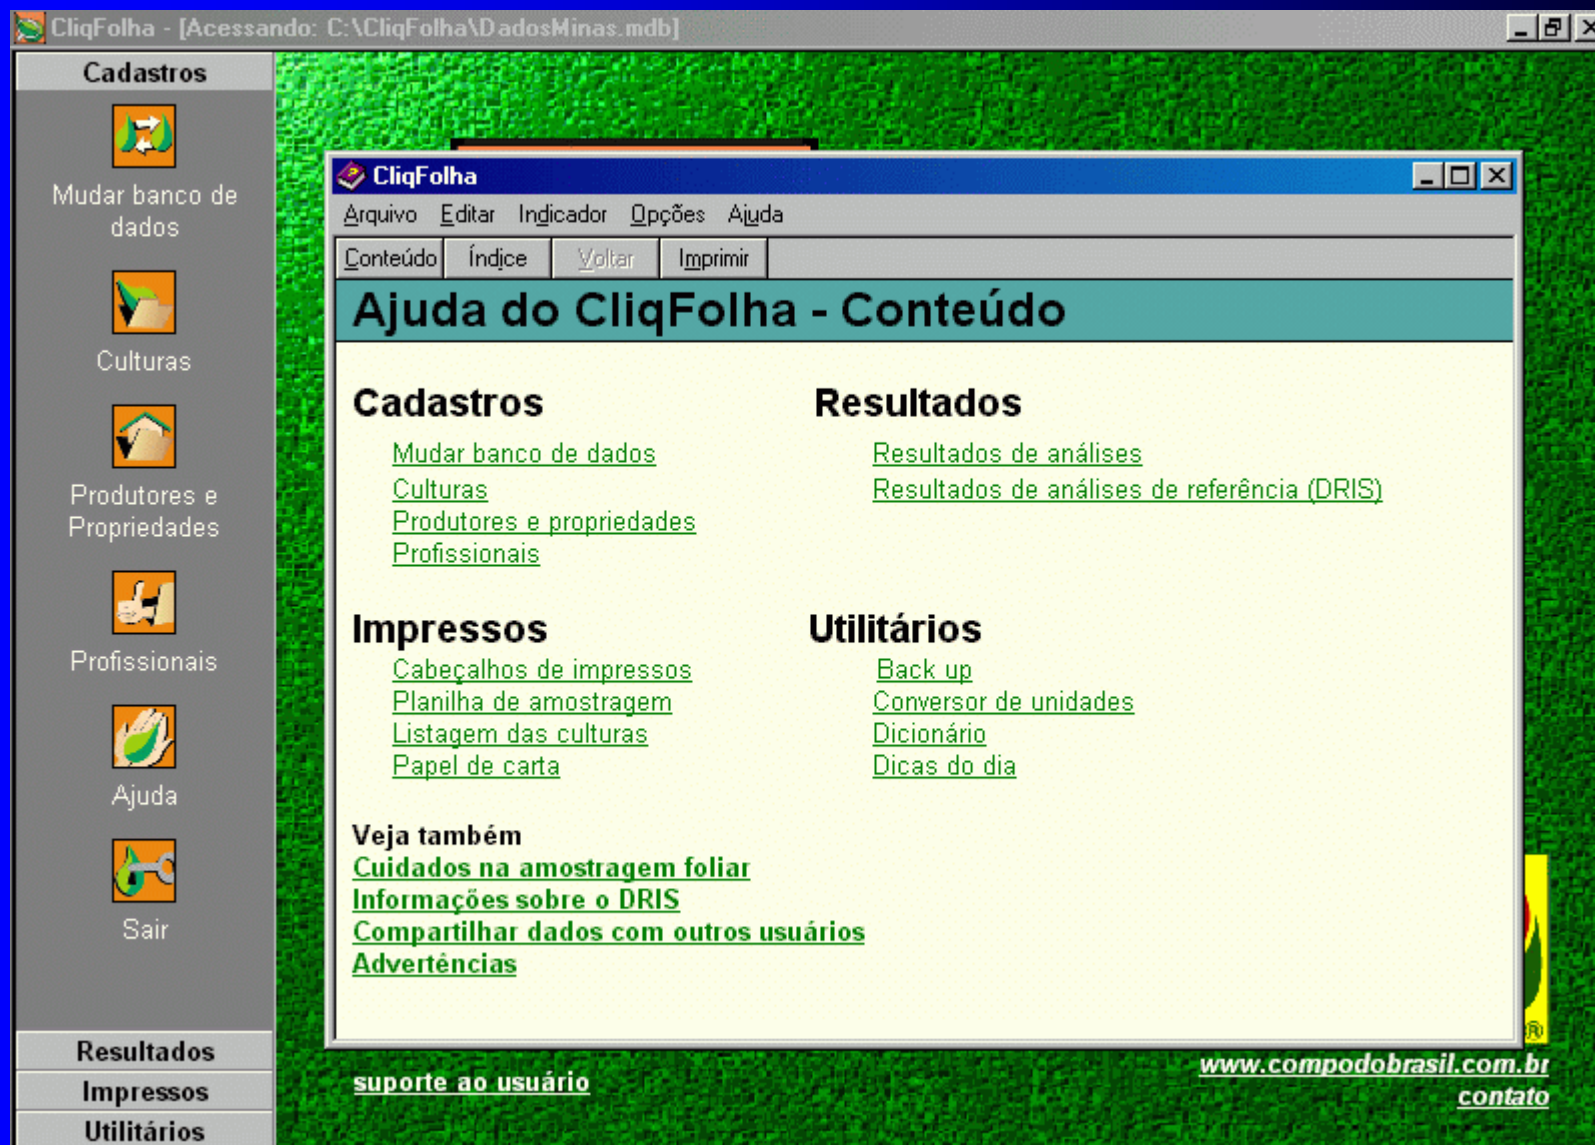 CliqFolha - [Acessando: C:\CliqFolha\DadosMinas.mdb]
Cadastros
Mudar banco de
dados
Culturas
Produtores e
Propriedades
Profissionais
Ajuda
Sair
Resultados
Impressos
Utilitários
CliqFolha
Arquivo Editar Indicador Opções Ajuda
Conteúdo Índice Voltar Imprimir
Ajuda do CliqFolha - Conteúdo
Cadastros
Mudar banco de dados
Culturas
Produtores e propriedades
Profissionais
Resultados
Resultados de análises
Resultados de análises de referência (DRIS)
Impressos
Cabeçalhos de impressos
Planilha de amostragem
Listagem das culturas
Papel de carta
Utilitários
Back up
Conversor de unidades
Dicionário
Dicas do dia
Veja também
Cuidados na amostragem foliar
Informações sobre o DRIS
Compartilhar dados com outros usuários
Advertências
®
suporte ao usuário
www.compodobrasil.com.br
contato